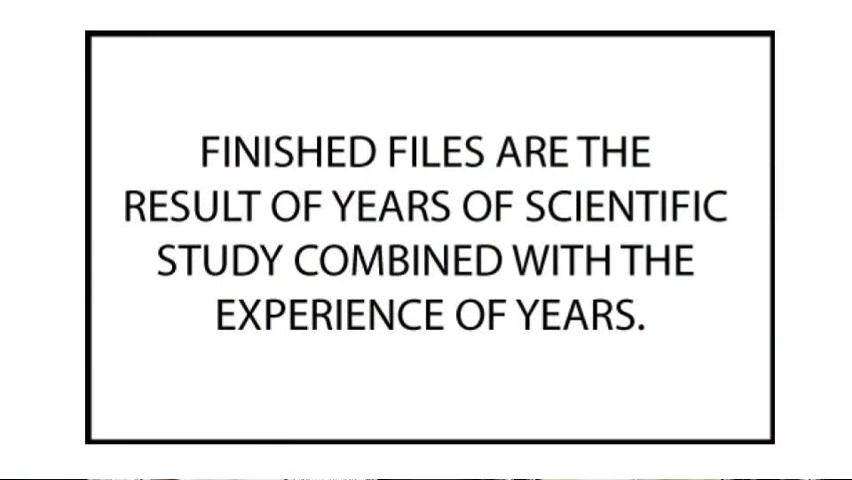 FINISHED FILES ARE THE
RESULT OF YEARS OF SCIENTIFIC
STUDY COMBINED WITH THE
EXPERIENCE OF YEARS.